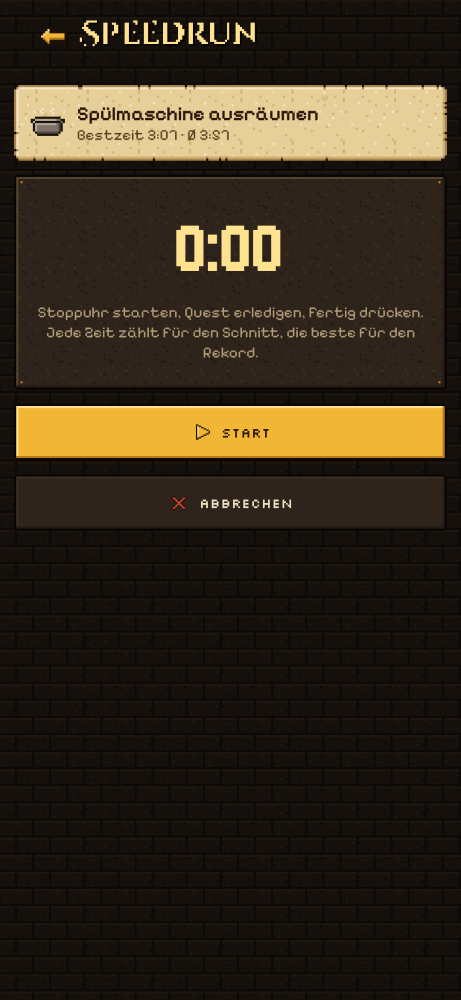 SPEEDRUN
Spülmaschine ausräumen
Bestzeit 3:07 · Ø 3:87
0:00
Stoppuhr starten, Quest erledigen, Fertig drücken.
Jede Zeit zählt für den Schnitt, die beste für den
Rekord.
START
ABBRECHEN